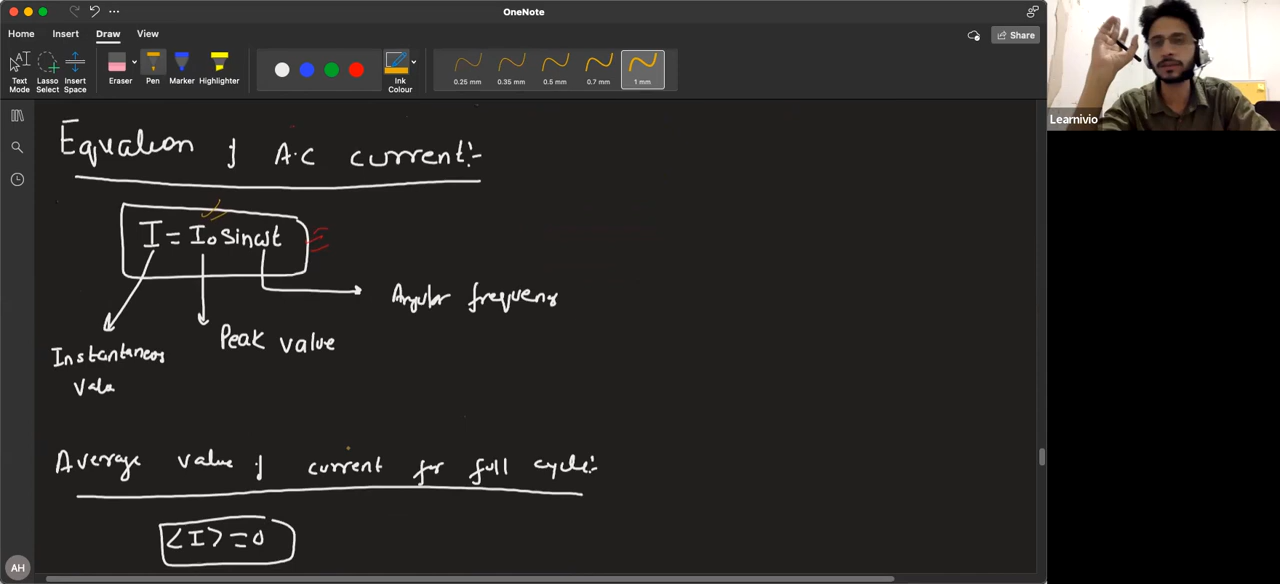 OneNote
Home Insert Draw View
Share
Text Mode
Lasso Select
Insert Space
Eraser
Pen
Marker
Highlighter
Ink Colour
0.25 mm
0.35 mm
0.5 mm
0.7 mm
1 mm
Learnivio
Equation of A.C current:-
I = I₀ sinωt
Angular frequency
Peak value
Instantaneous
Value
Average value of current for full cycle:-
<I> = 0
AH